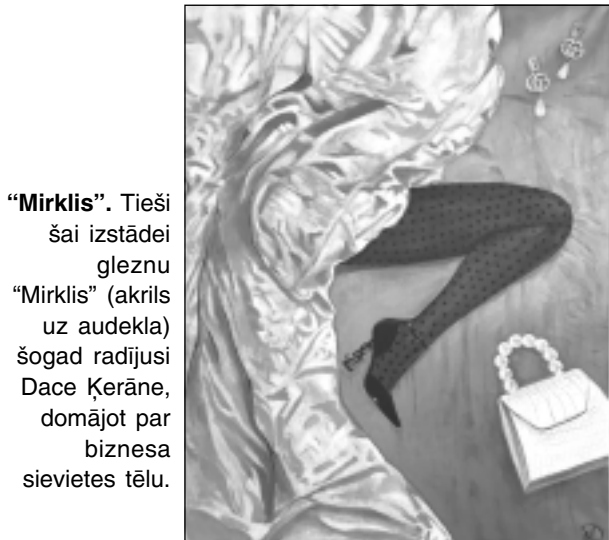 “Mirklis”. Tieši
šai izstādei
gleznu
“Mirklis” (akrils
uz audekla)
šogad radījusi
Dace Ķerāne,
domājot par
biznesa
sievietes tēlu.